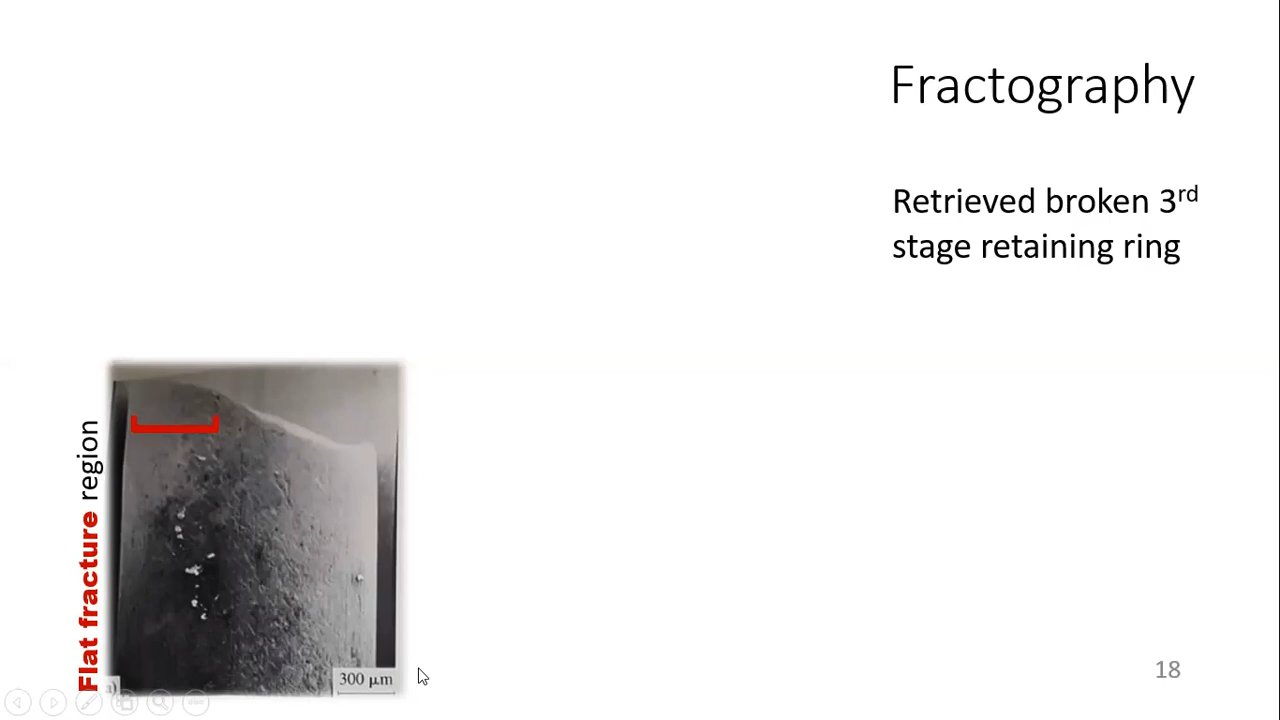 Fractography
Retrieved broken 3rd
stage retaining ring
Flat fracture region
300 µm
18